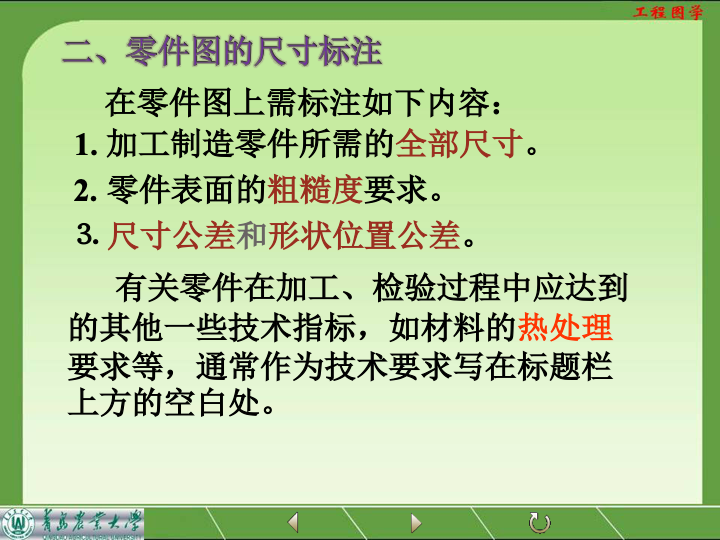 工程图学
二、零件图的尺寸标注
在零件图上需标注如下内容：
1. 加工制造零件所需的全部尺寸。
2. 零件表面的粗糙度要求。
3. 尺寸公差和形状位置公差。
有关零件在加工、检验过程中应达到
的其他一些技术指标，如材料的热处理
要求等，通常作为技术要求写在标题栏
上方的空白处。
青岛农业大学